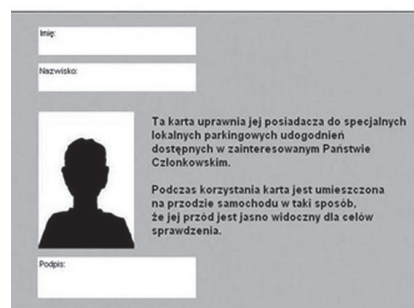 Imię:
Nazwisko:
Ta karta uprawnia jej posiadacza do specjalnych
lokalnych parkingowych udogodnień
dostępnych w zainteresowanym Państwie
Członkowskim.
Podczas korzystania karta jest umieszczona
na przodzie samochodu w taki sposób,
że jej przód jest jasno widoczny dla celów
sprawdzenia.
Podpis: